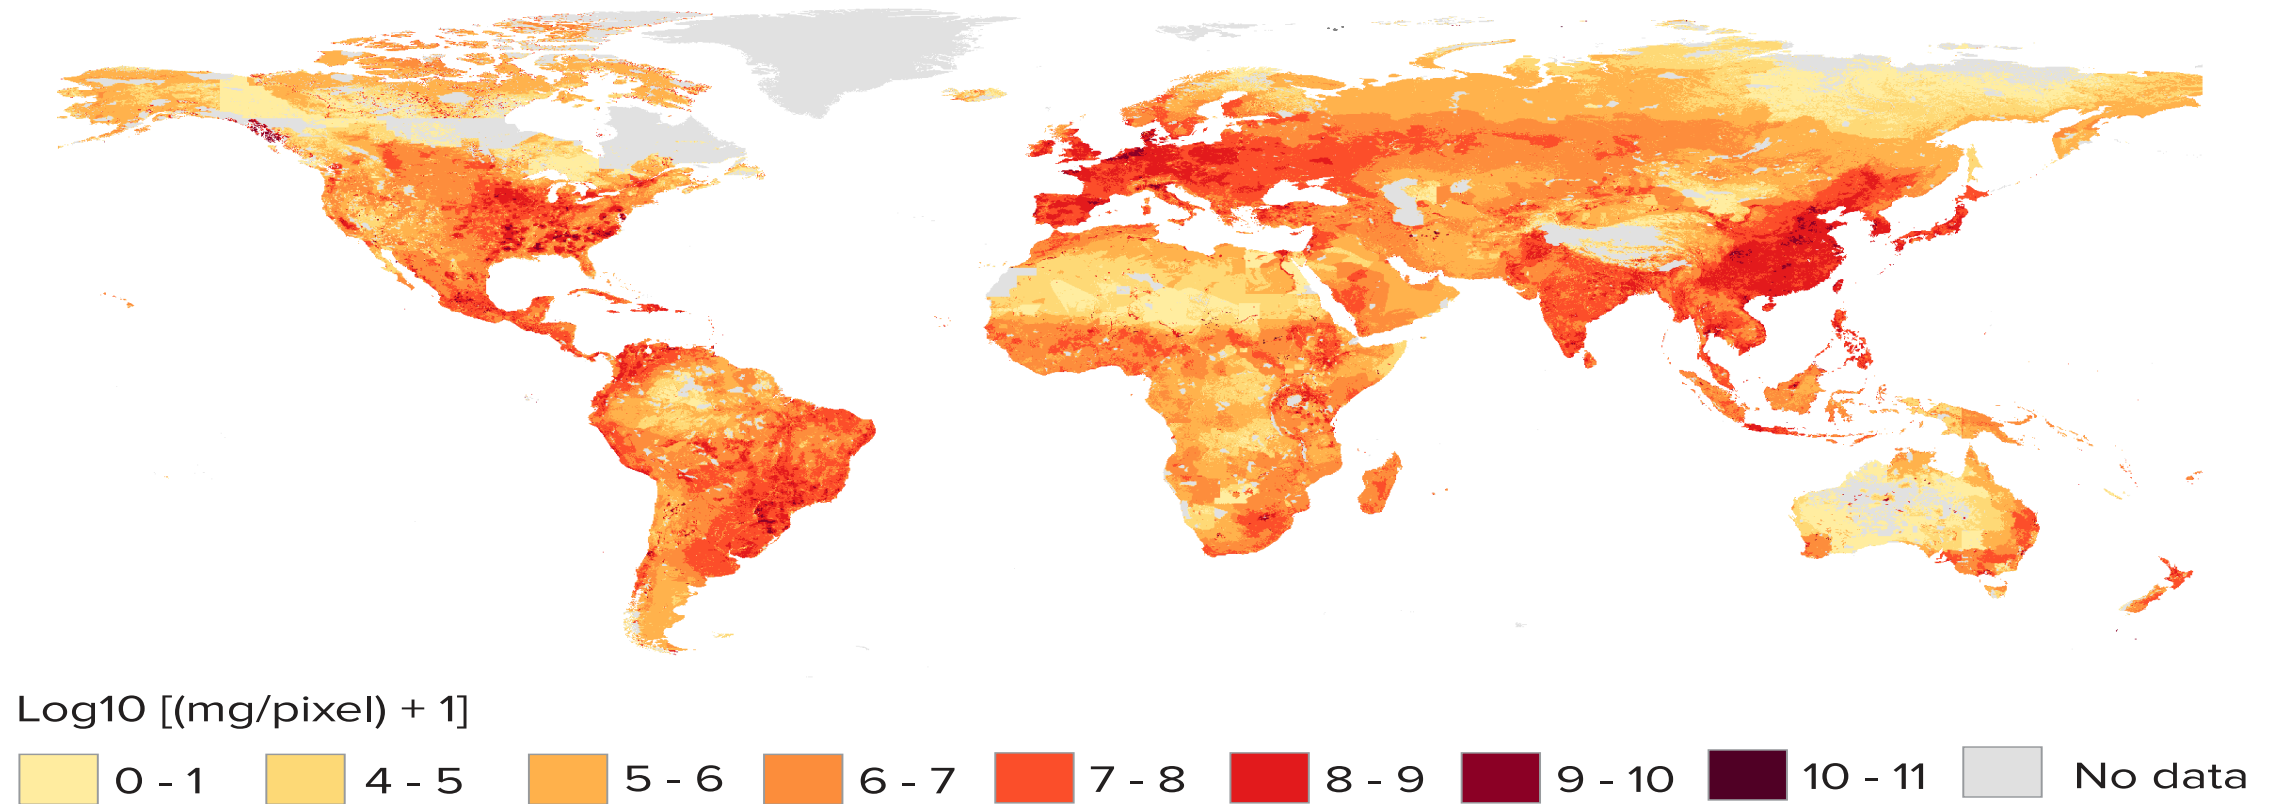 Log10 [(mg/pixel) + 1]
0 - 1 4 - 5 5 - 6 6 - 7 7 - 8 8 - 9 9 - 10 10 - 11 No data